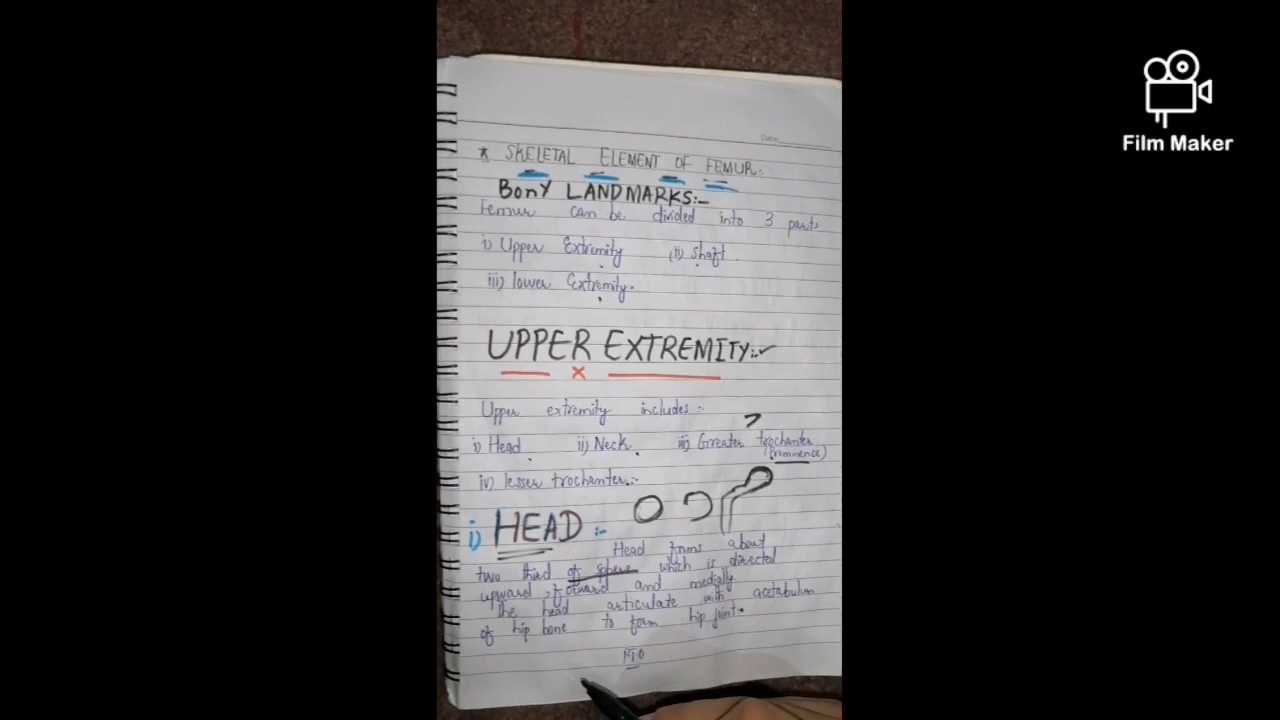 Date:
* SKELETAL ELEMENT OF FEMUR:-
BonY LANDMARKS:-
Femur can be divided into 3 parts
i) Upper Extremity (ii) Shaft.
iii) lower Extremity.
UPPER EXTREMITY:-
Upper extremity includes :-
i) Head. ii) Neck. iii) Greater trochanter
(Prominence)
iv) lesser trochanter:-
i) HEAD :-
Head forms about
two third of sphere which is directed
upward, forward and medially.
The head articulate with acetabulum
of hip bone to form hip joint.
Film Maker